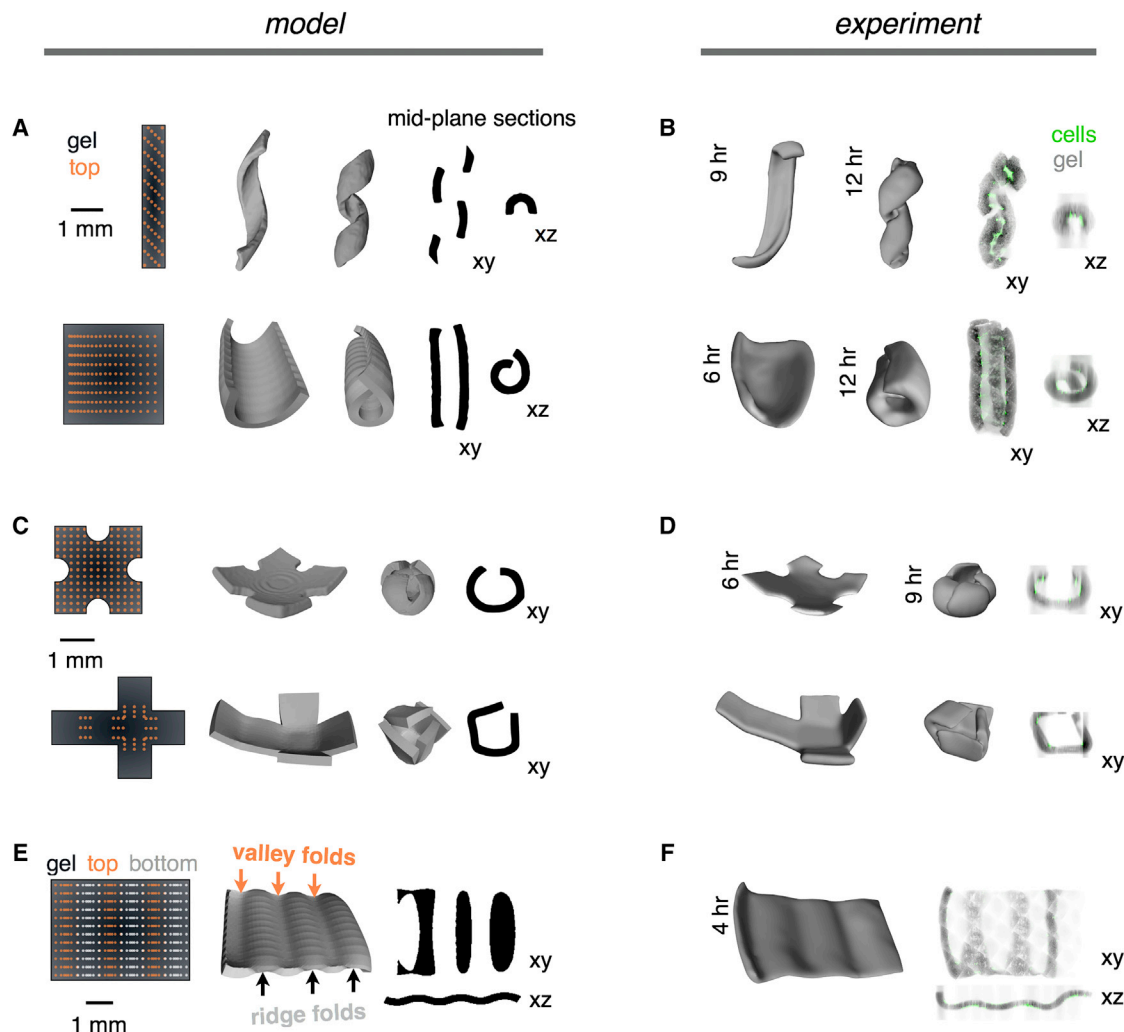 model
experiment
A
gel
top
1 mm
mid-plane sections
xy
xz
xy
xz
B
9 hr
12 hr
cells
gel
xy
xz
6 hr
12 hr
xy
xz
C
1 mm
xy
xy
D
6 hr
9 hr
xy
xy
E
gel top bottom
1 mm
valley folds
ridge folds
xy
xz
F
4 hr
xy
xz